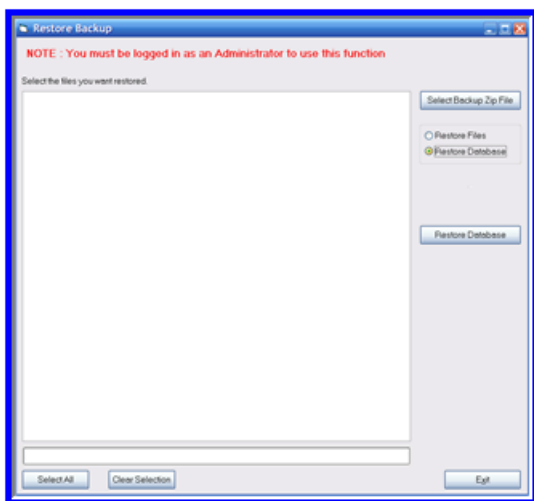 Restore Backup
NOTE : You must be logged in as an Administrator to use this function
Select the files you want restored.
Select Backup Zip File
Restore Files
Restore Database
Restore Database
Select All
Clear Selection
Exit